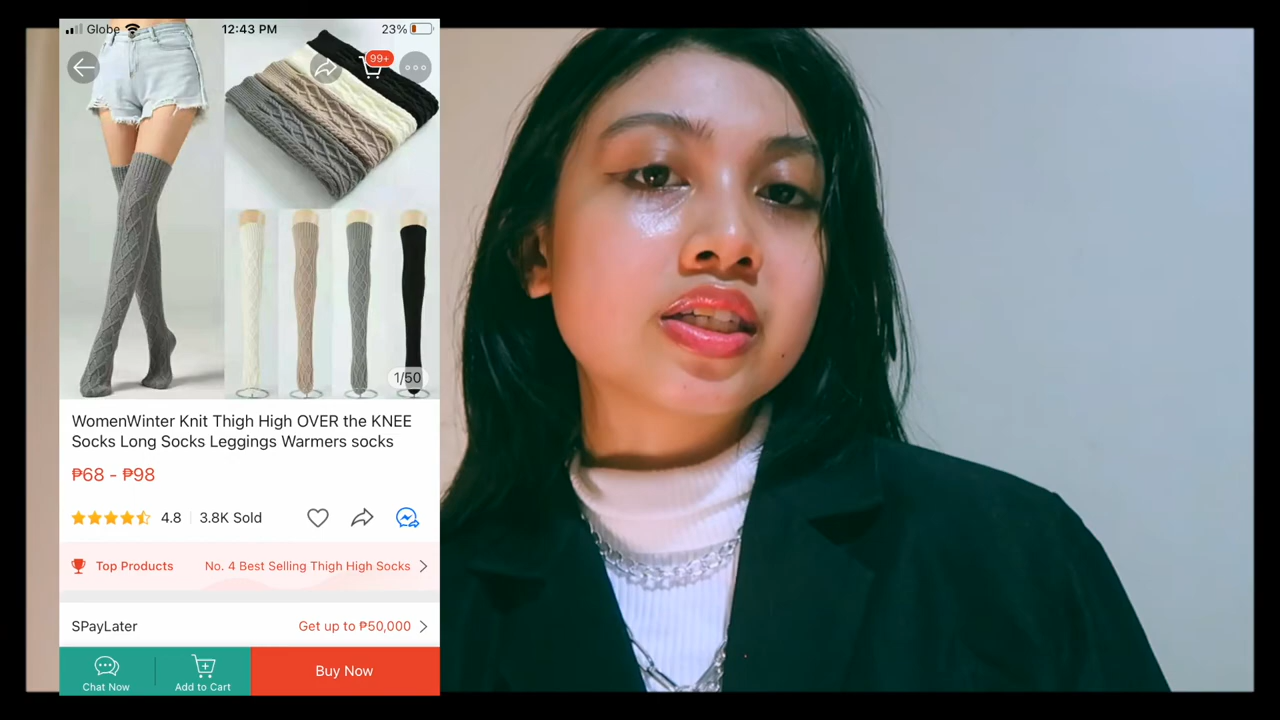 Globe 12:43 PM 23%
99+
1/50
WomenWinter Knit Thigh High OVER the KNEE
Socks Long Socks Leggings Warmers socks
₱68 - ₱98
4.8 3.8K Sold
Top Products No. 4 Best Selling Thigh High Socks
SPayLater Get up to ₱50,000
Chat Now Add to Cart Buy Now